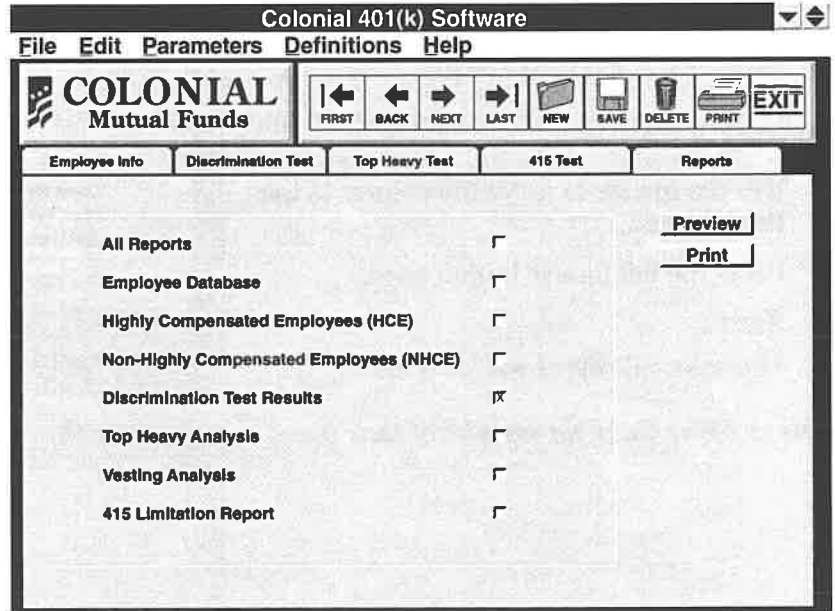 Colonial 401(k) Software
File Edit Parameters Definitions Help
COLONIAL
Mutual Funds
FIRST BACK NEXT LAST NEW SAVE DELETE PRINT EXIT
Employee Info Discrimination Test Top Heavy Test 415 Test Reports
Preview
All Reports
Print
Employee Database
Highly Compensated Employees (HCE)
Non-Highly Compensated Employees (NHCE)
Discrimination Test Results
Top Heavy Analysis
Vesting Analysis
415 Limitation Report